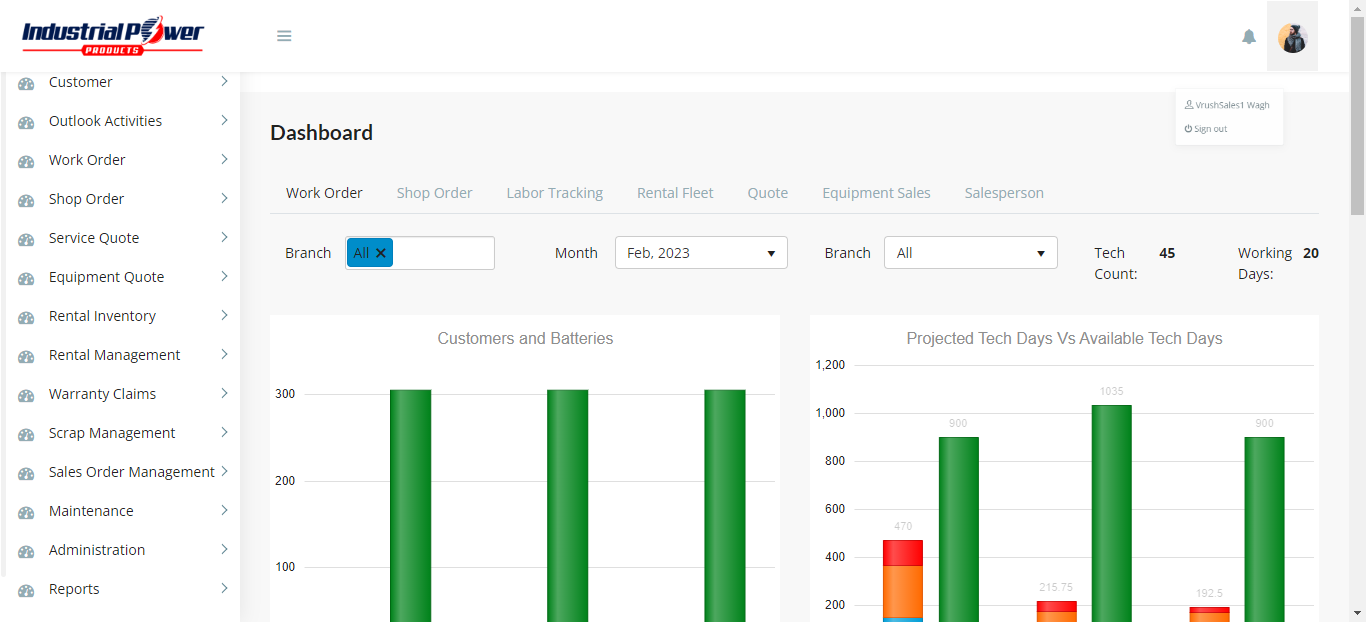 Industrial Power
PRODUCTS
VrushSales1 Wagh
Sign out
Customer
Outlook Activities
Work Order
Shop Order
Service Quote
Equipment Quote
Rental Inventory
Rental Management
Warranty Claims
Scrap Management
Sales Order Management
Maintenance
Administration
Reports
Dashboard
Work Order Shop Order Labor Tracking Rental Fleet Quote Equipment Sales Salesperson
Branch All Month Feb, 2023 Branch All Tech Count: 45 Working Days: 20
Customers and Batteries
300
200
100
Projected Tech Days Vs Available Tech Days
1,200
1,000
800
600
400
200
470
900
215.75
1035
192.5
900